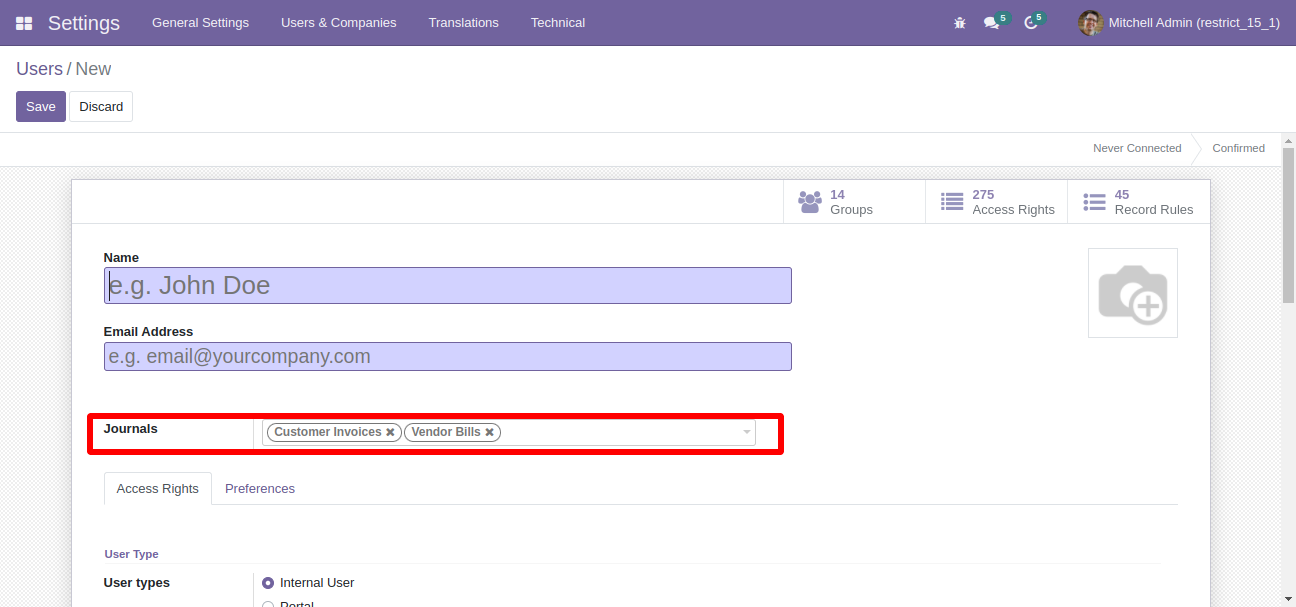 Settings General Settings Users & Companies Translations Technical 5 5 Mitchell Admin (restrict_15_1)
Users / New
Save Discard
Never Connected Confirmed
14 Groups
275 Access Rights
45 Record Rules
Name
e.g. John Doe
Email Address
e.g. email@yourcompany.com
Journals Customer Invoices Vendor Bills
Access Rights Preferences
User Type
User types Internal User
Portal